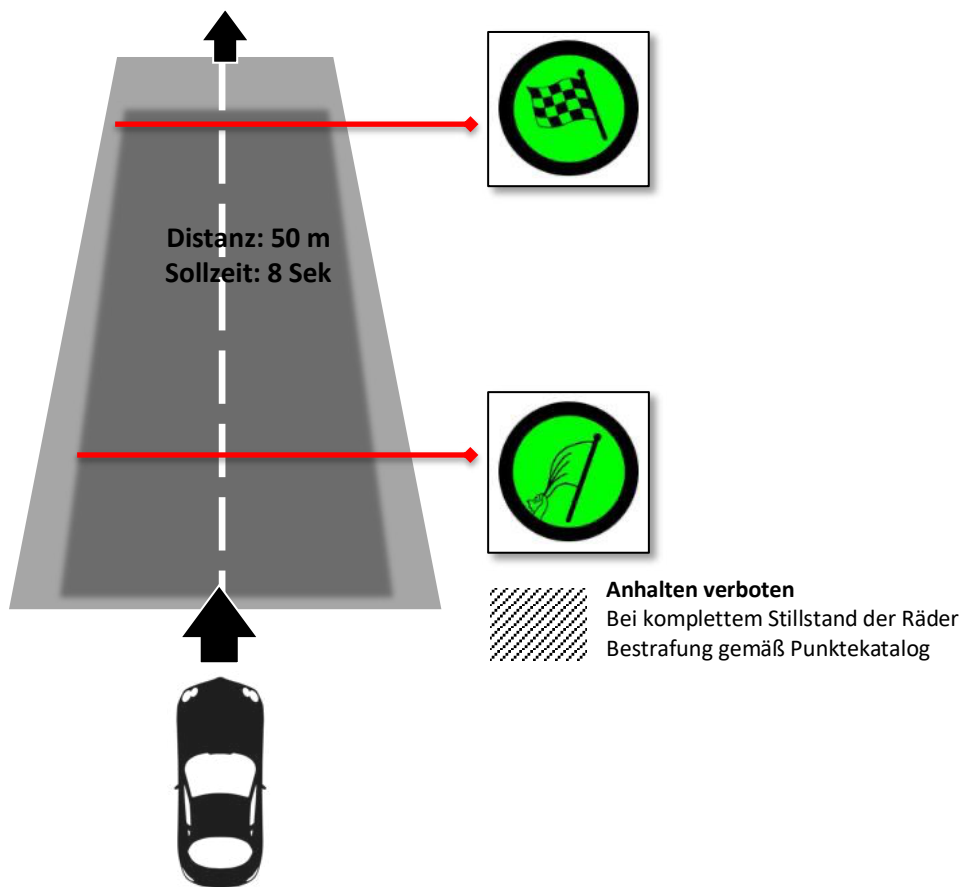 Distanz: 50 m
Sollzeit: 8 Sek
Anhalten verboten
Bei komplettem Stillstand der Räder
Bestrafung gemäß Punktekatalog